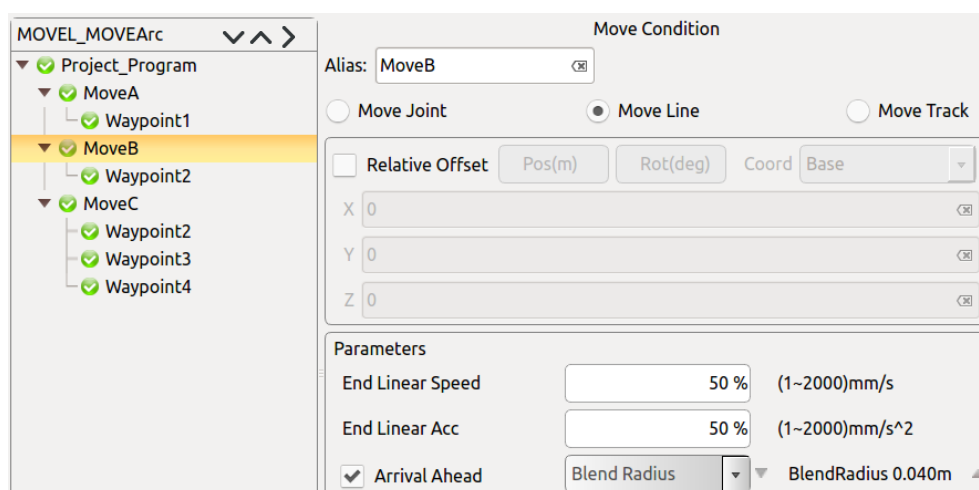 MOVEL_MOVEArc
Project_Program
MoveA
Waypoint1
MoveB
Waypoint2
MoveC
Waypoint2
Waypoint3
Waypoint4
Move Condition
Alias: MoveB
Move Joint Move Line Move Track
Relative Offset Pos(m) Rot(deg) Coord Base
X 0
Y 0
Z 0
Parameters
End Linear Speed 50 % (1~2000)mm/s
End Linear Acc 50 % (1~2000)mm/s^2
Arrival Ahead Blend Radius BlendRadius 0.040m